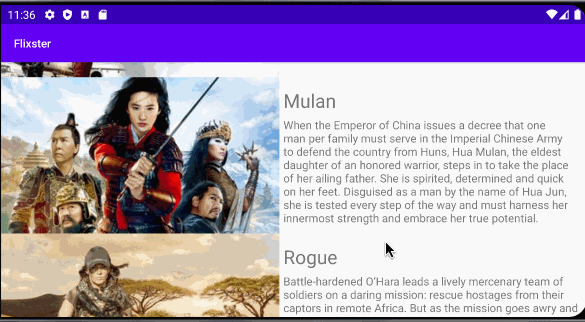 11:36
Flixster
Mulan
When the Emperor of China issues a decree that one
man per family must serve in the Imperial Chinese Army
to defend the country from Huns, Hua Mulan, the eldest
daughter of an honored warrior, steps in to take the place
of her ailing father. She is spirited, determined and quick
on her feet. Disguised as a man by the name of Hua Jun,
she is tested every step of the way and must harness her
innermost strength and embrace her true potential.
Rogue
Battle-hardened O'Hara leads a lively mercenary team of
soldiers on a daring mission: rescue hostages from their
captors in remote Africa. But as the mission goes awry and